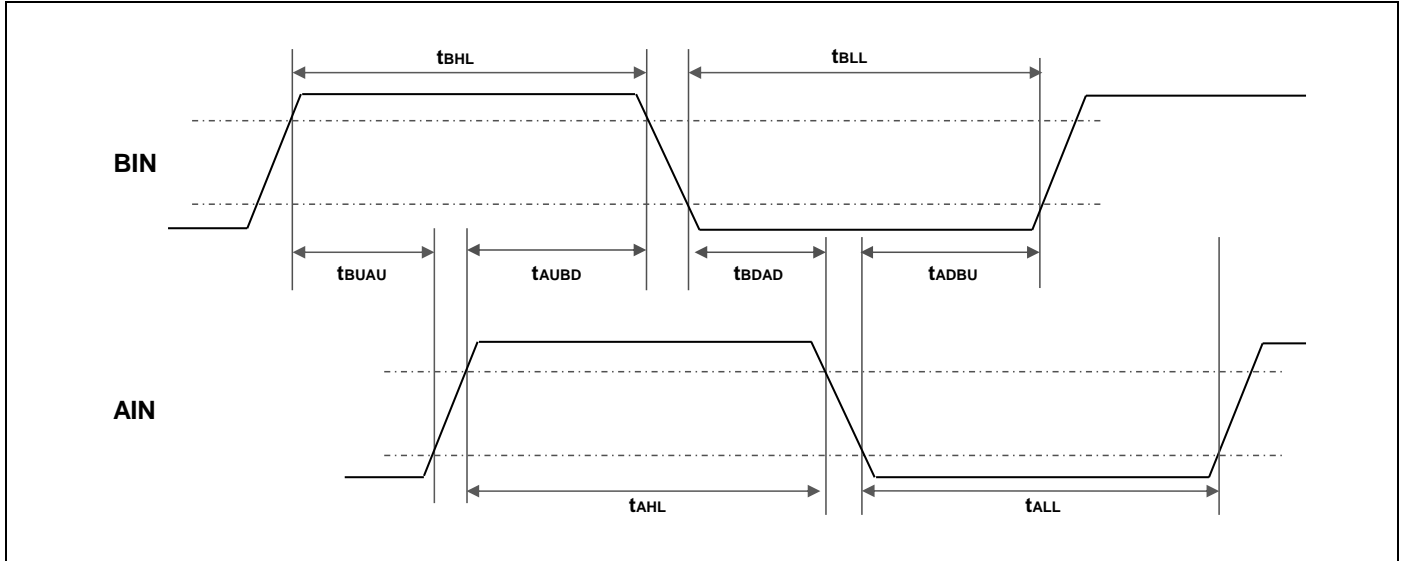 tBHL
tBLL
BIN
tBUAU
tAUBD
tBDAD
tADBU
AIN
tAHL
tALL